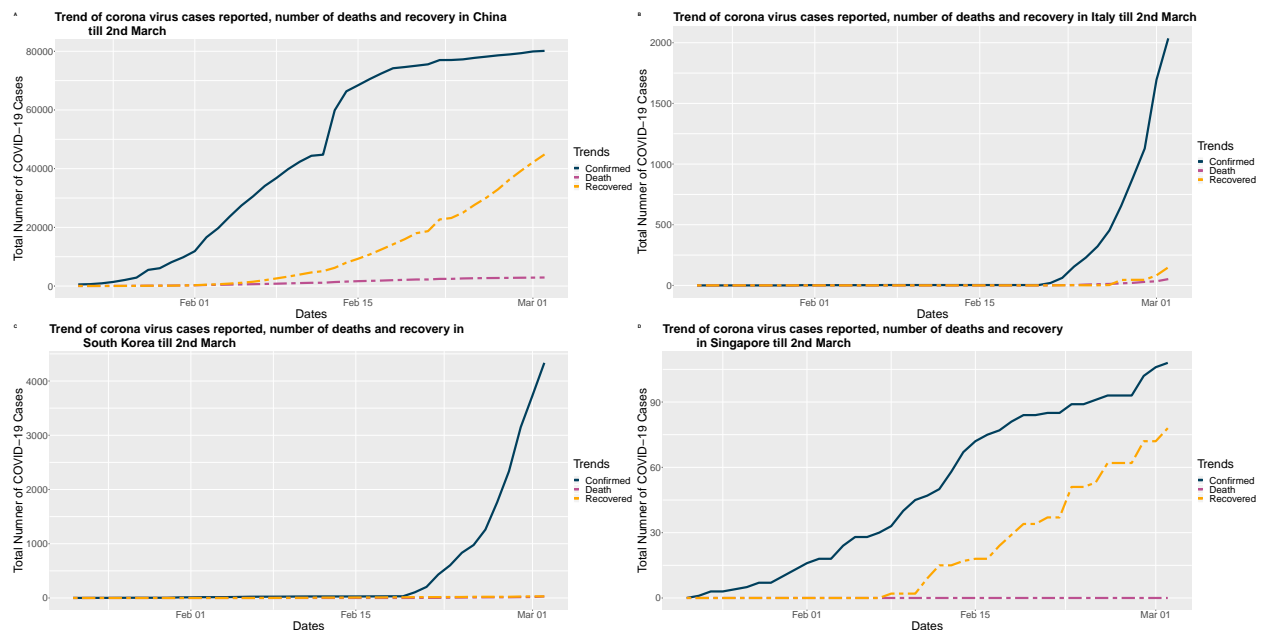 A
Trend of corona virus cases reported, number of deaths and recovery in China
till 2nd March
Total Numner of COVID−19 Cases
80000
60000
40000
20000
0
Feb 01
Feb 15
Mar 01
Dates
Trends
Confirmed
Death
Recovered
B
Trend of corona virus cases reported, number of deaths and recovery in Italy till 2nd March
Total Numner of COVID−19 Cases
2000
1500
1000
500
0
Feb 01
Feb 15
Mar 01
Dates
Trends
Confirmed
Death
Recovered
C
Trend of corona virus cases reported, number of deaths and recovery in
South Korea till 2nd March
Total Numner of COVID−19 Cases
4000
3000
2000
1000
0
Feb 01
Feb 15
Mar 01
Dates
Trends
Confirmed
Death
Recovered
D
Trend of corona virus cases reported, number of deaths and recovery
in Singapore till 2nd March
Total Numner of COVID−19 Cases
90
60
30
0
Feb 01
Feb 15
Mar 01
Dates
Trends
Confirmed
Death
Recovered